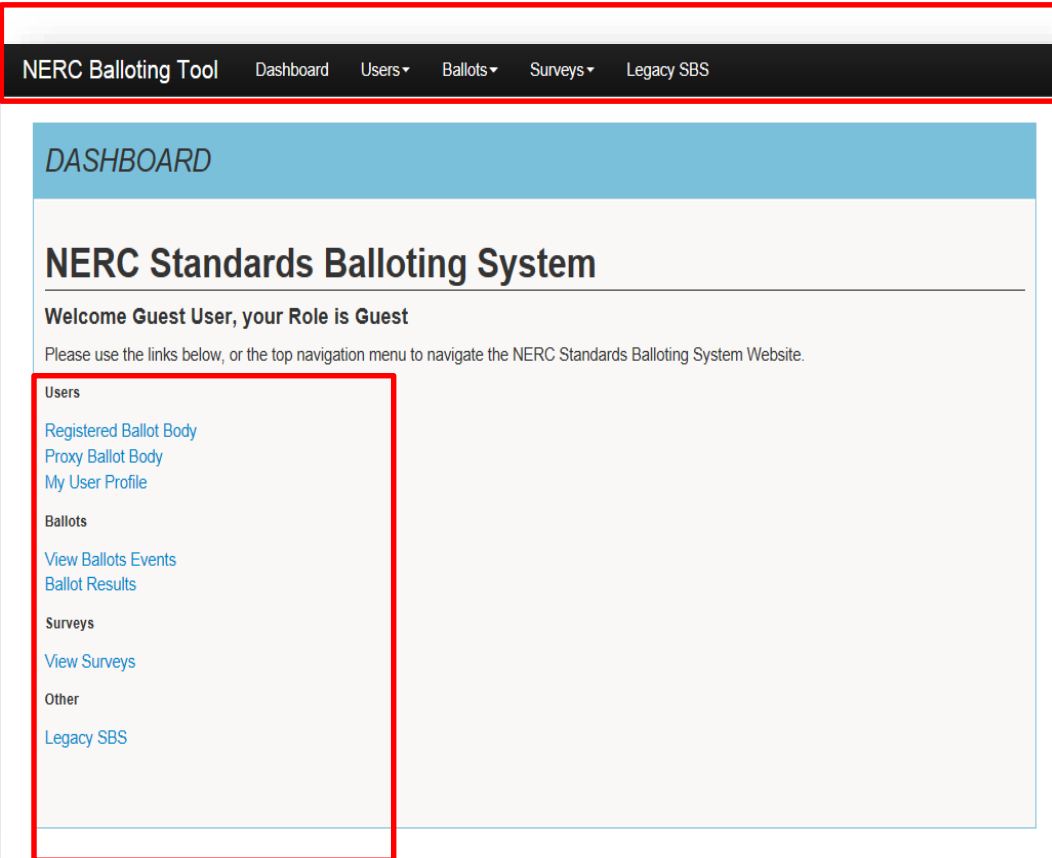 NERC Balloting Tool Dashboard Users Ballots Surveys Legacy SBS
DASHBOARD
NERC Standards Balloting System
Welcome Guest User, your Role is Guest
Please use the links below, or the top navigation menu to navigate the NERC Standards Balloting System Website.
Users
Registered Ballot Body
Proxy Ballot Body
My User Profile
Ballots
View Ballots Events
Ballot Results
Surveys
View Surveys
Other
Legacy SBS